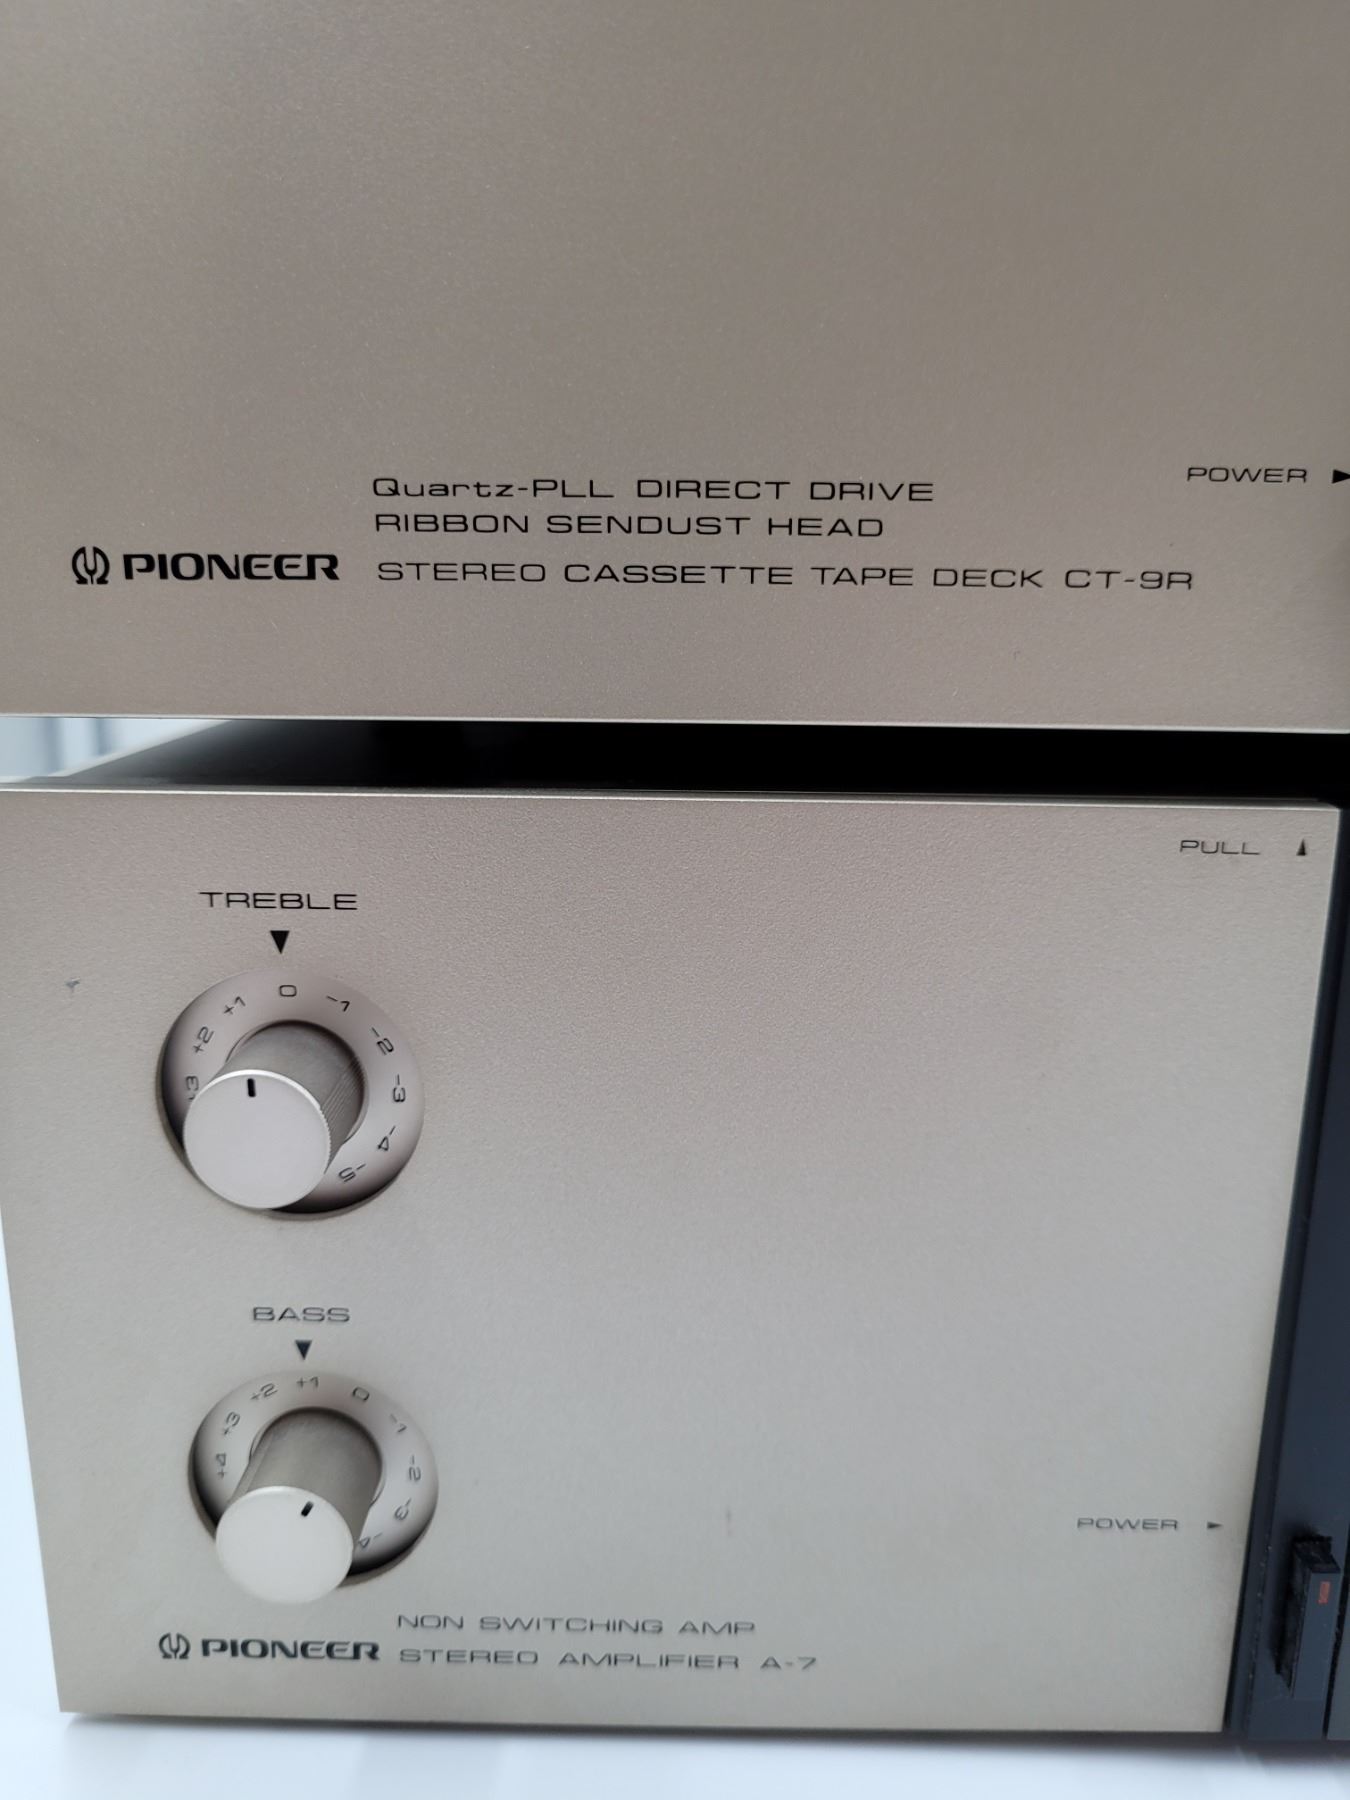 Quartz-PLL DIRECT DRIVE
RIBBON SENDUST HEAD
PIONEER STEREO CASSETTE TAPE DECK CT-9R
POWER
PULL
TREBLE
+3 +2 +1 0 -1 -2 -3 -4 -5
BASS
+4 +3 +2 +1 0 -1 -2 -3 -4
POWER
NON SWITCHING AMP
PIONEER STEREO AMPLIFIER A-7